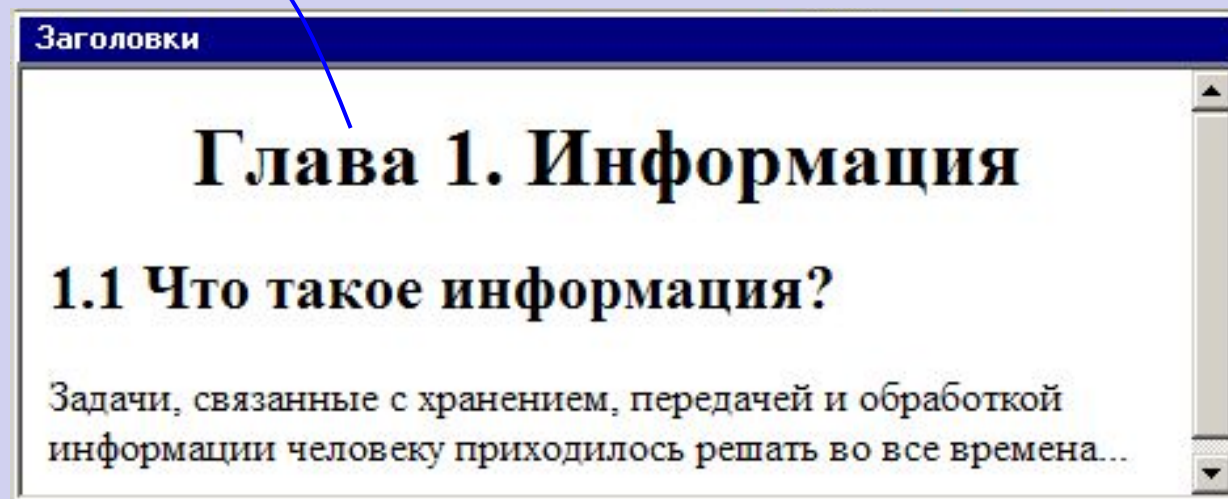 Заголовки
Глава 1. Информация
1.1 Что такое информация?
Задачи, связанные с хранением, передачей и обработкой
информации человеку приходилось решать во все времена...